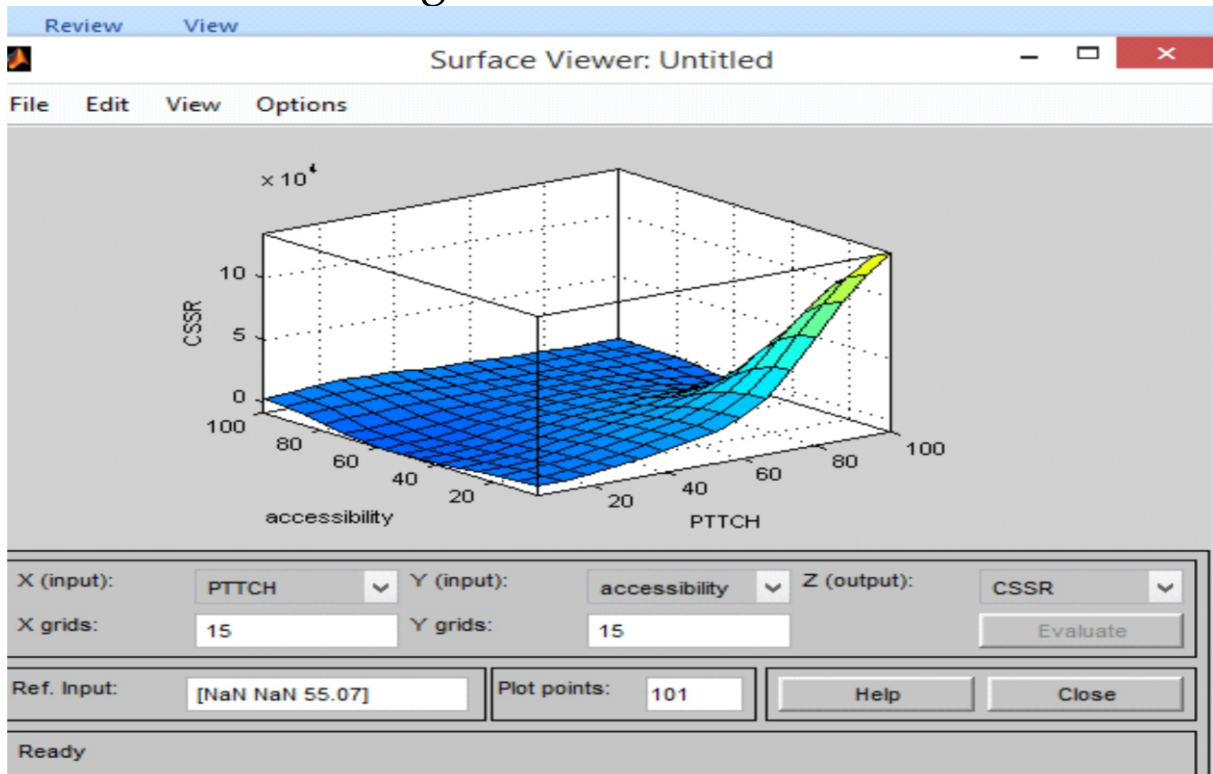 Review View
Surface Viewer: Untitled
File Edit View Options
× 10
CSSR
10
5
0
100
80
60
40
20
accessibility
20
40
60
80
100
PTTCH
X (input): PTTCH Y (input): accessibility Z (output): CSSR
X grids: 15 Y grids: 15 Evaluate
Ref. Input: [NaN NaN 55.07] Plot points: 101 Help Close
Ready